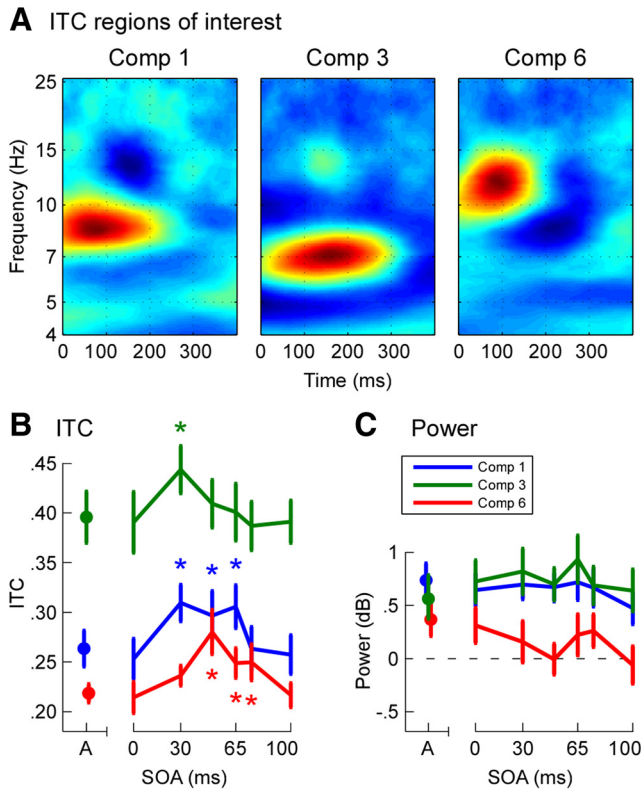 A ITC regions of interest
Comp 1 Comp 3 Comp 6
25
15
10
7
5
4
Frequency (Hz)
0 100 200 300 0 100 200 300 0 100 200 300
Time (ms)
B ITC
*
.45
.40
.35
.30
.25
.20
ITC
* * *
* * *
A 0 30 65 100
SOA (ms)
C Power
Comp 1
Comp 3
Comp 6
1
.5
0
-.5
Power (dB)
A 0 30 65 100
SOA (ms)